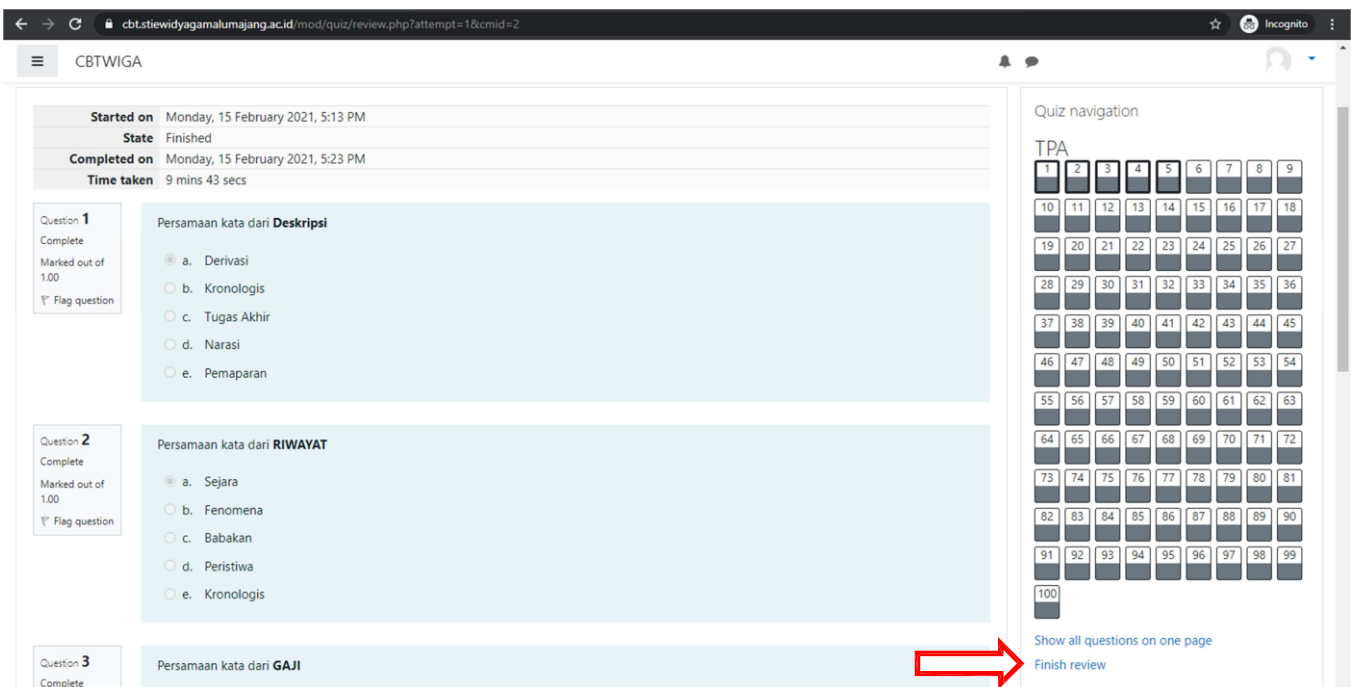 cbt.stiewidyagamalumajang.ac.id/mod/quiz/review.php?attempt=1&cmid=2
Incognito
CBTWIGA
Started on Monday, 15 February 2021, 5:13 PM
State Finished
Completed on Monday, 15 February 2021, 5:23 PM
Time taken 9 mins 43 secs
Question 1
Complete
Marked out of
1.00
Flag question
Persamaan kata dari Deskripsi
a. Derivasi
b. Kronologis
c. Tugas Akhir
d. Narasi
e. Pemaparan
Question 2
Complete
Marked out of
1.00
Flag question
Persamaan kata dari RIWAYAT
a. Sejara
b. Fenomena
c. Babakan
d. Peristiwa
e. Kronologis
Question 3
Complete
Persamaan kata dari GAJI
Quiz navigation
TPA
1 2 3 4 5 6 7 8 9
10 11 12 13 14 15 16 17 18
19 20 21 22 23 24 25 26 27
28 29 30 31 32 33 34 35 36
37 38 39 40 41 42 43 44 45
46 47 48 49 50 51 52 53 54
55 56 57 58 59 60 61 62 63
64 65 66 67 68 69 70 71 72
73 74 75 76 77 78 79 80 81
82 83 84 85 86 87 88 89 90
91 92 93 94 95 96 97 98 99
100
Show all questions on one page
Finish review